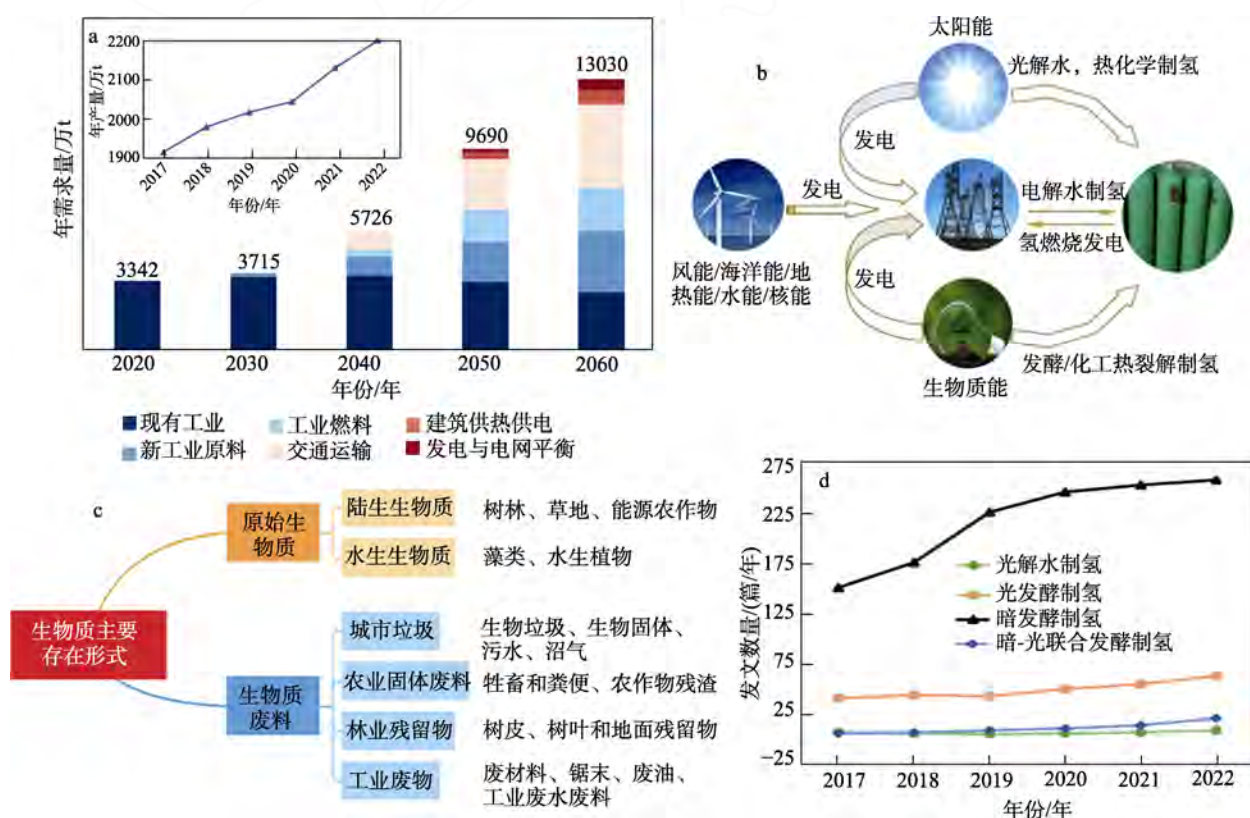 a
年需求量/万t
年产量/万t
2200
2100
2000
1900
2017
2018
2019
2020
2021
2022
年份/年
3342
3715
5726
9690
13030
2020
2030
2040
2050
2060
年份/年
现有工业
工业燃料
建筑供热供电
新工业原料
交通运输
发电与电网平衡
b
太阳能
光解水，热化学制氢
发电
发电
电解水制氢
氢燃烧发电
风能/海洋能/地
热能/水能/核能
发电
发酵/化工热裂解制氢
生物质能
c
生物质主要
存在形式
原始生
物质
陆生生物质
树林、草地、能源农作物
水生生物质
藻类、水生植物
生物质
废料
城市垃圾
生物垃圾、生物固体、
污水、沼气
农业固体废料
牲畜和粪便、农作物残渣
林业残留物
树皮、树叶和地面残留物
工业废物
废材料、锯末、废油、
工业废水废料
d
发文数量/(篇/年)
275
225
175
125
75
25
−25
光解水制氢
光发酵制氢
暗发酵制氢
暗-光联合发酵制氢
2017
2018
2019
2020
2021
2022
年份/年